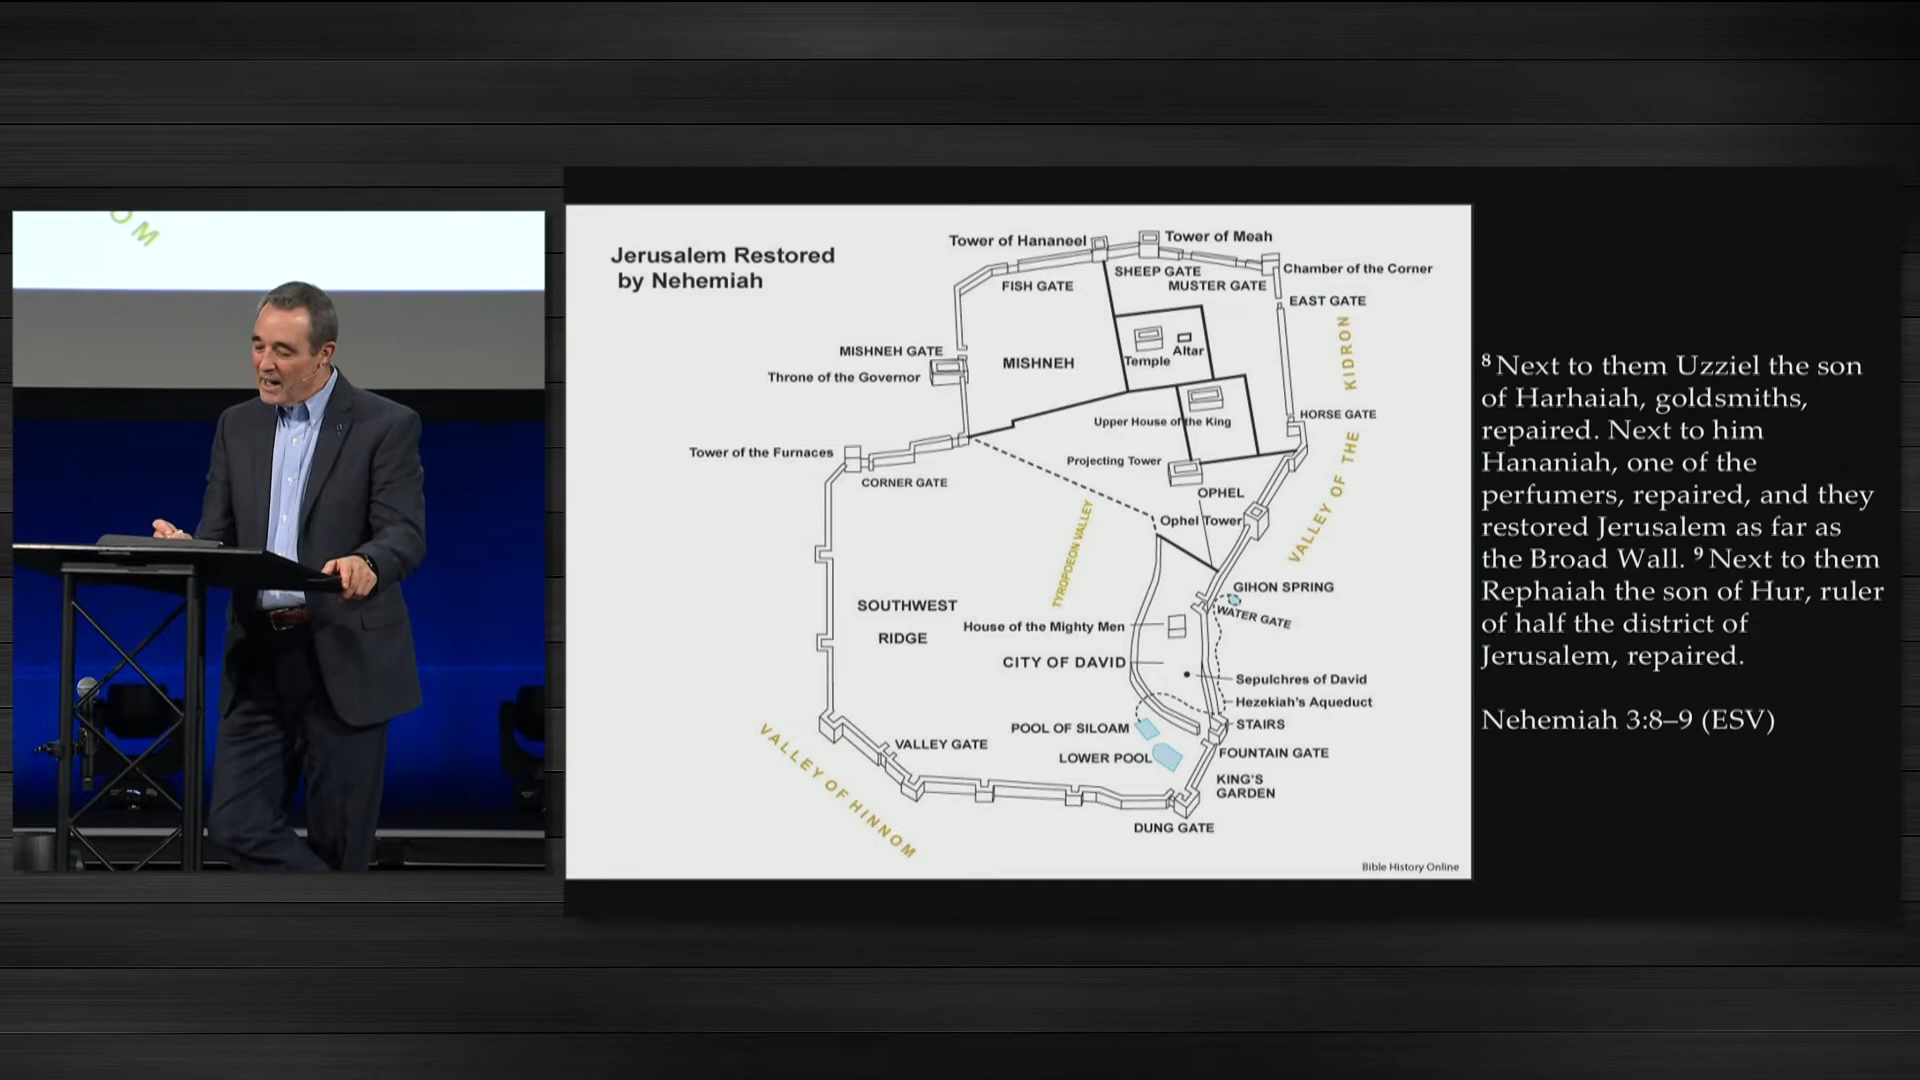 OM
Jerusalem Restored
by Nehemiah
Tower of Hananeel
Tower of Meah
SHEEP GATE
Chamber of the Corner
FISH GATE
MUSTER GATE
EAST GATE
MISHNEH GATE
Throne of the Governor
MISHNEH
Temple
Altar
VALLEY OF THE KIDRON
HORSE GATE
Upper House of the King
Tower of the Furnaces
CORNER GATE
Projecting Tower
OPHEL
Ophel Tower
TYROPOEON VALLEY
GIHON SPRING
WATER GATE
SOUTHWEST
RIDGE
House of the Mighty Men
CITY OF DAVID
Sepulchres of David
Hezekiah's Aqueduct
STAIRS
POOL OF SILOAM
LOWER POOL
FOUNTAIN GATE
VALLEY GATE
KING'S
GARDEN
VALLEY OF HINNOM
DUNG GATE
Bible History Online
8 Next to them Uzziel the son
of Harhaiah, goldsmiths,
repaired. Next to him
Hananiah, one of the
perfumers, repaired, and they
restored Jerusalem as far as
the Broad Wall. 9 Next to them
Rephaiah the son of Hur, ruler
of half the district of
Jerusalem, repaired.
Nehemiah 3:8–9 (ESV)